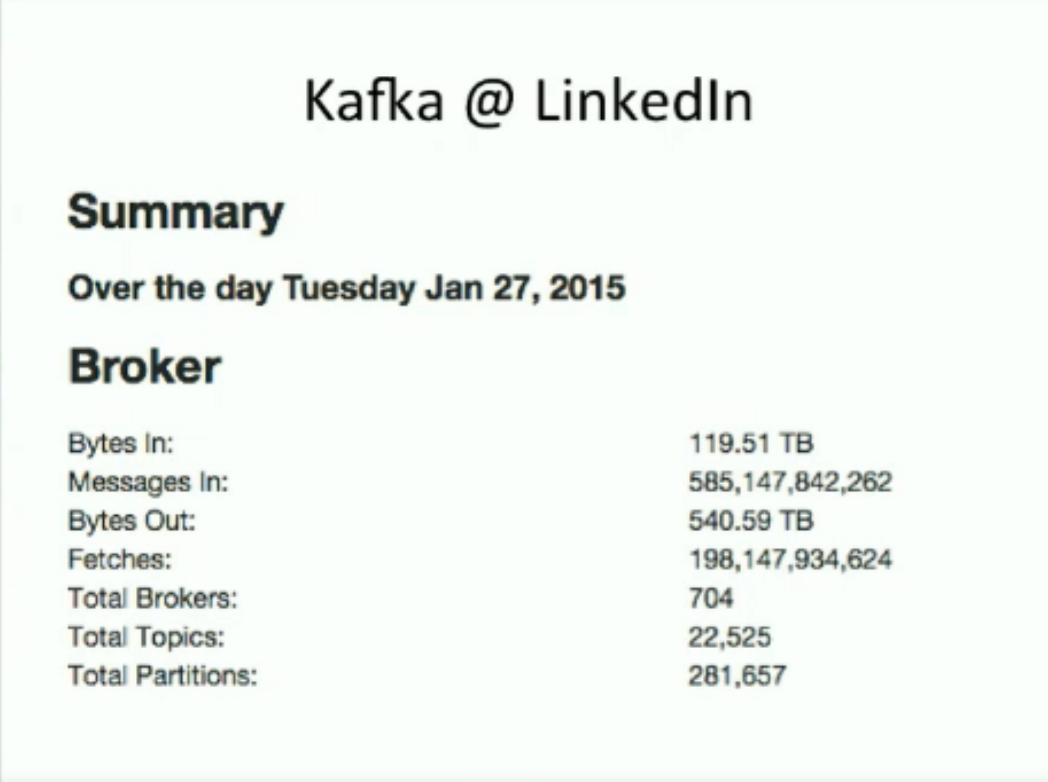 Kafka @ LinkedIn
Summary
Over the day Tuesday Jan 27, 2015
Broker
Bytes In: 119.51 TB
Messages In: 585,147,842,262
Bytes Out: 540.59 TB
Fetches: 198,147,934,624
Total Brokers: 704
Total Topics: 22,525
Total Partitions: 281,657